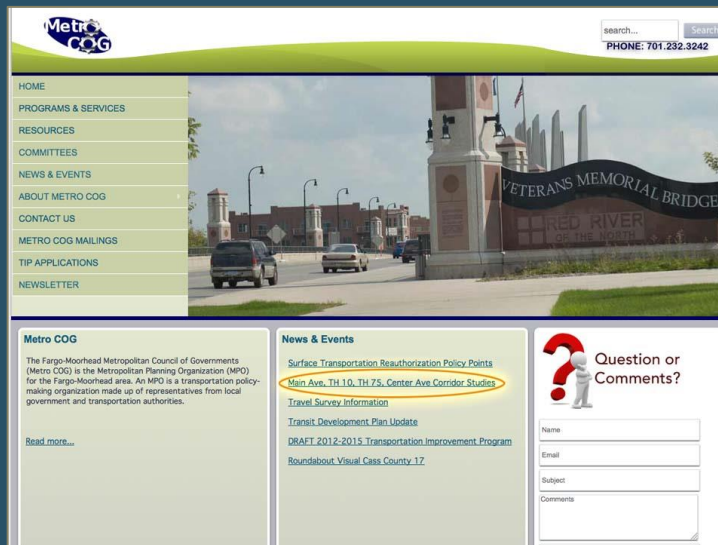 Metro
COG
search...
Search
PHONE: 701.232.3242
HOME
PROGRAMS & SERVICES
RESOURCES
COMMITTEES
NEWS & EVENTS
ABOUT METRO COG
CONTACT US
METRO COG MAILINGS
TIP APPLICATIONS
NEWSLETTER
VETERANS MEMORIAL BRIDGE
RED RIVER
OF THE NORTH
Metro COG
The Fargo-Moorhead Metropolitan Council of Governments
(Metro COG) is the Metropolitan Planning Organization (MPO)
for the Fargo-Moorhead area. An MPO is a transportation policy-
making organization made up of representatives from local
government and transportation authorities.
Read more...
News & Events
Surface Transportation Reauthorization Policy Points
Main Ave, TH 10, TH 75, Center Ave Corridor Studies
Travel Survey Information
Transit Development Plan Update
DRAFT 2012-2015 Transportation Improvement Program
Roundabout Visual Cass County 17
Question or
Comments?
Name
Email
Subject
Comments